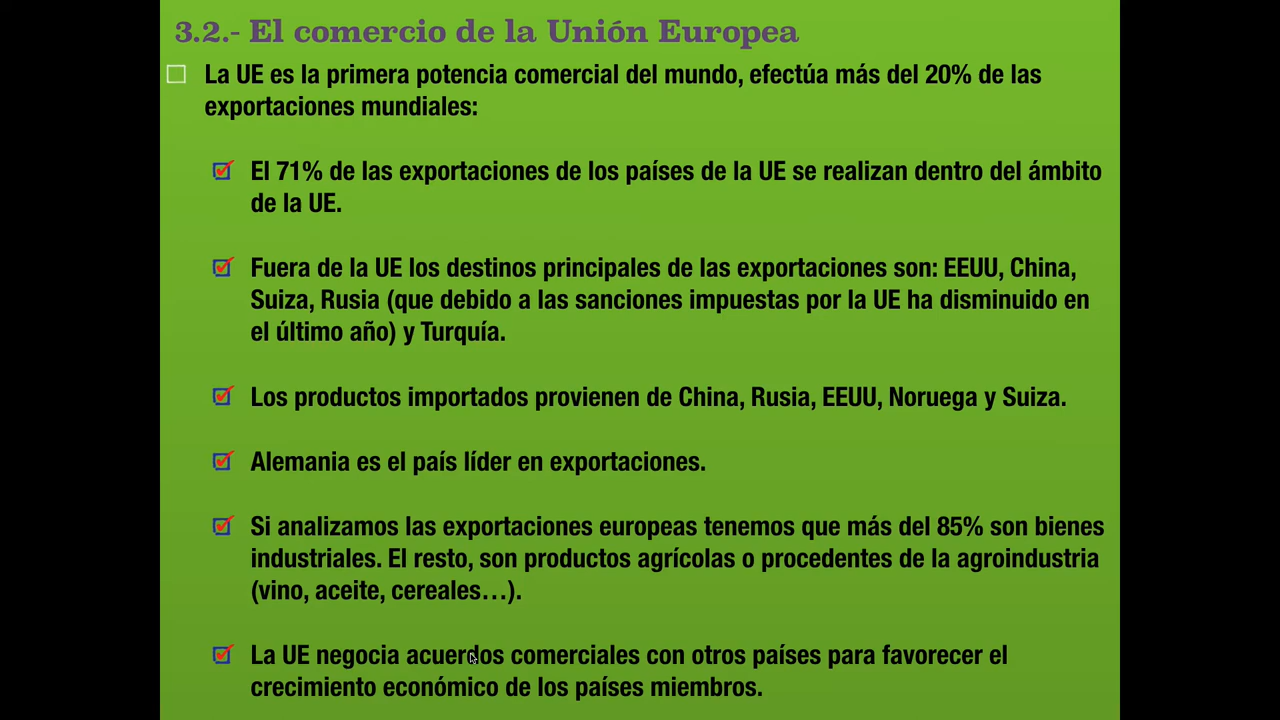 3.2.- El comercio de la Unión Europea
La UE es la primera potencia comercial del mundo, efectúa más del 20% de las
exportaciones mundiales:
El 71% de las exportaciones de los países de la UE se realizan dentro del ámbito
de la UE.
Fuera de la UE los destinos principales de las exportaciones son: EEUU, China,
Suiza, Rusia (que debido a las sanciones impuestas por la UE ha disminuido en
el último año) y Turquía.
Los productos importados provienen de China, Rusia, EEUU, Noruega y Suiza.
Alemania es el país líder en exportaciones.
Si analizamos las exportaciones europeas tenemos que más del 85% son bienes
industriales. El resto, son productos agrícolas o procedentes de la agroindustria
(vino, aceite, cereales…).
La UE negocia acuerdos comerciales con otros países para favorecer el
crecimiento económico de los países miembros.